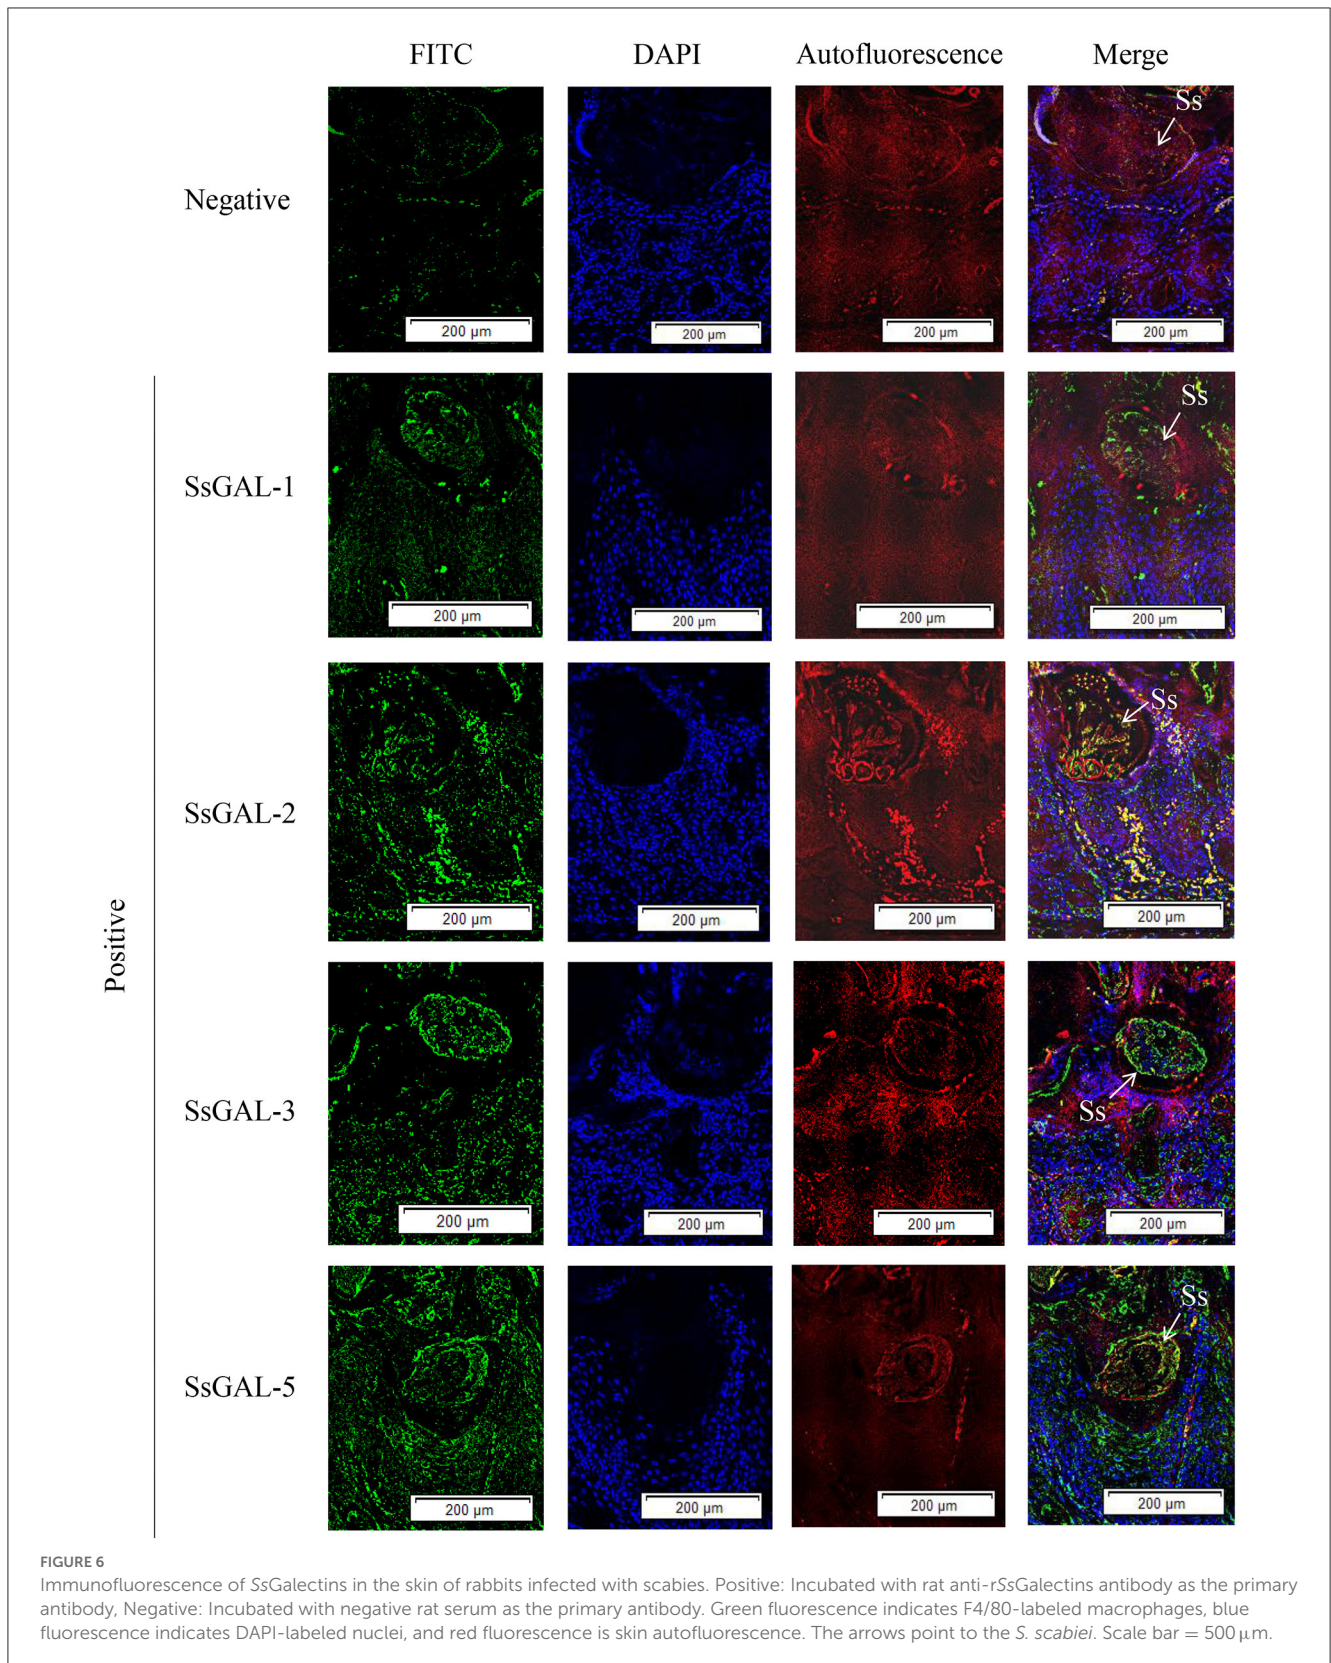 FITC DAPI Autofluorescence Merge
Negative
Ss
200 µm 200 µm 200 µm 200 µm
Positive
SsGAL-1
Ss
200 µm 200 µm 200 µm 200 µm
SsGAL-2
Ss
200 µm 200 µm 200 µm 200 µm
SsGAL-3
Ss
200 µm 200 µm 200 µm 200 µm
SsGAL-5
Ss
200 µm 200 µm 200 µm 200 µm
FIGURE 6
Immunofluorescence of SsGalectins in the skin of rabbits infected with scabies. Positive: Incubated with rat anti-rSsGalectins antibody as the primary
antibody, Negative: Incubated with negative rat serum as the primary antibody. Green fluorescence indicates F4/80-labeled macrophages, blue
fluorescence indicates DAPI-labeled nuclei, and red fluorescence is skin autofluorescence. The arrows point to the S. scabiei. Scale bar = 500 µm.